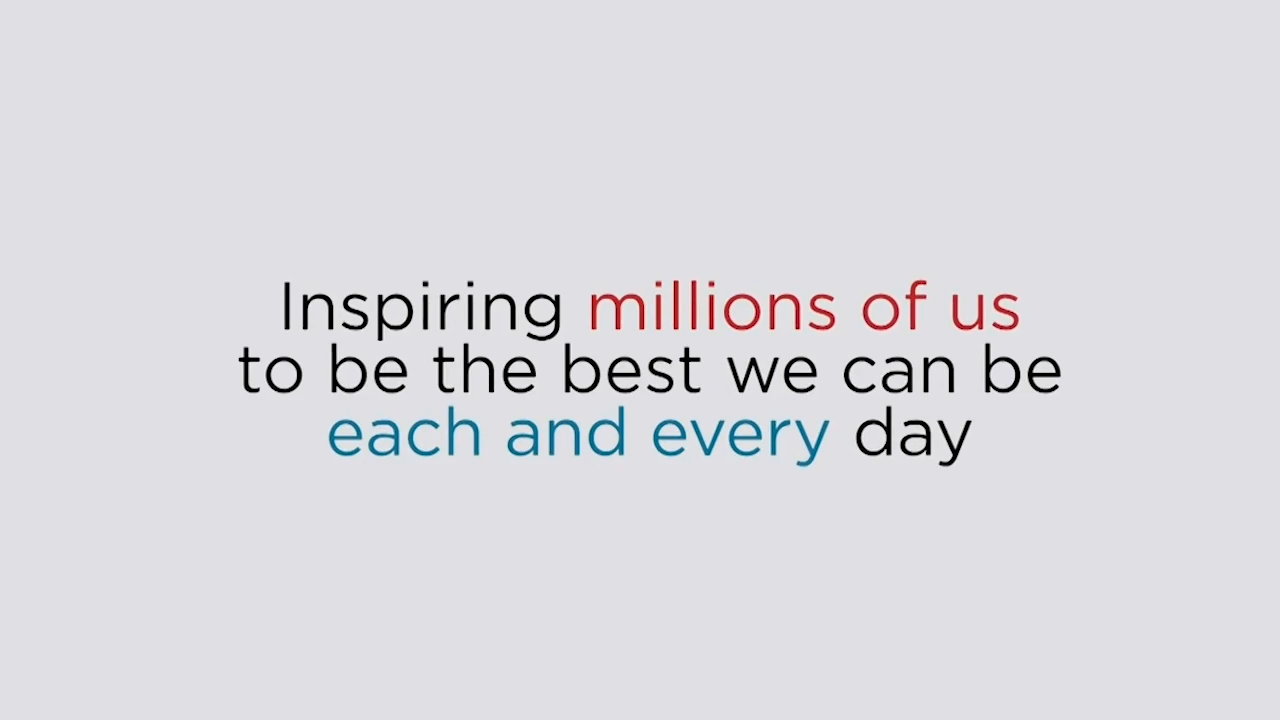 Inspiring millions of us
to be the best we can be
each and every day